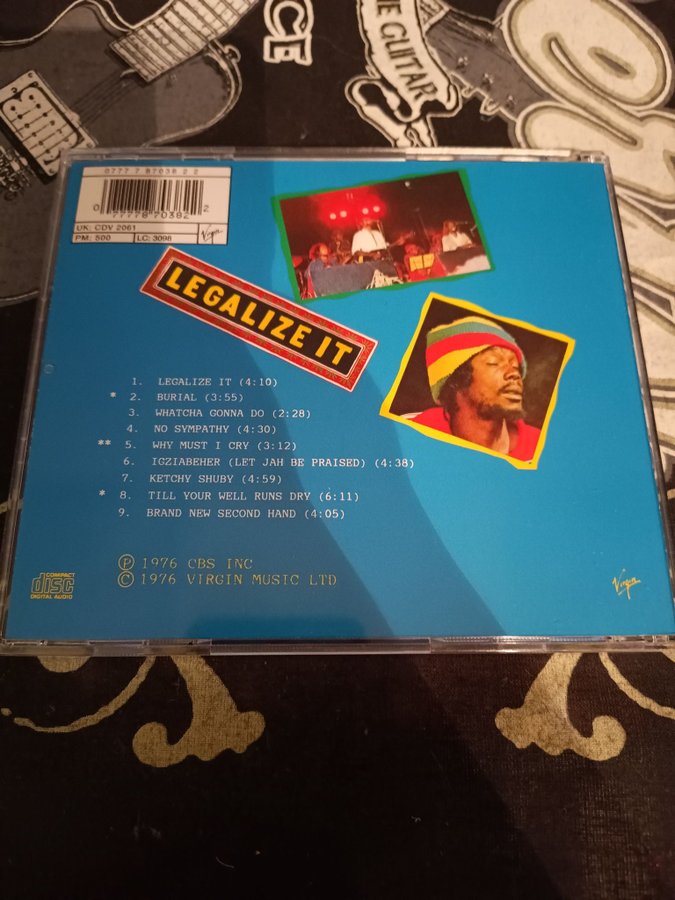 CE
THE GUITAR
0777 7 87038 2 2
0 77778 70382 2
UK: CDV 2061
PM: 500 LC: 3098 Virgin
LEGALIZE IT
1. LEGALIZE IT (4:10)
* 2. BURIAL (3:55)
3. WHATCHA GONNA DO (2:28)
4. NO SYMPATHY (4:30)
** 5. WHY MUST I CRY (3:12)
6. IGZIABEHER (LET JAH BE PRAISED) (4:38)
7. KETCHY SHUBY (4:59)
* 8. TILL YOUR WELL RUNS DRY (6:11)
9. BRAND NEW SECOND HAND (4:05)
Ⓟ 1976 CBS INC
© 1976 VIRGIN MUSIC LTD
COMPACT
disc
DIGITAL AUDIO
Virgin